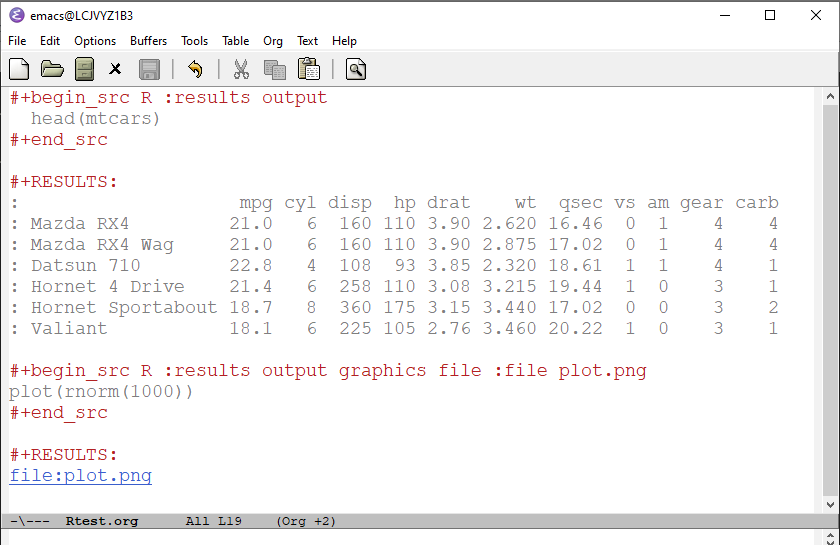 emacs@LCJVYZ1B3
File Edit Options Buffers Tools Table Org Text Help
#+begin_src R :results output
  head(mtcars)
#+end_src
#+RESULTS:
:                      mpg cyl disp  hp drat    wt  qsec vs am gear carb
: Mazda RX4         21.0   6  160 110 3.90 2.620 16.46  0  1    4    4
: Mazda RX4 Wag     21.0   6  160 110 3.90 2.875 17.02  0  1    4    4
: Datsun 710        22.8   4  108  93 3.85 2.320 18.61  1  1    4    1
: Hornet 4 Drive    21.4   6  258 110 3.08 3.215 19.44  1  0    3    1
: Hornet Sportabout 18.7   8  360 175 3.15 3.440 17.02  0  0    3    2
: Valiant           18.1   6  225 105 2.76 3.460 20.22  1  0    3    1
#+begin_src R :results output graphics file :file plot.png
plot(rnorm(1000))
#+end_src
#+RESULTS:
file:plot.png
-\--- Rtest.org All L19 (Org +2)